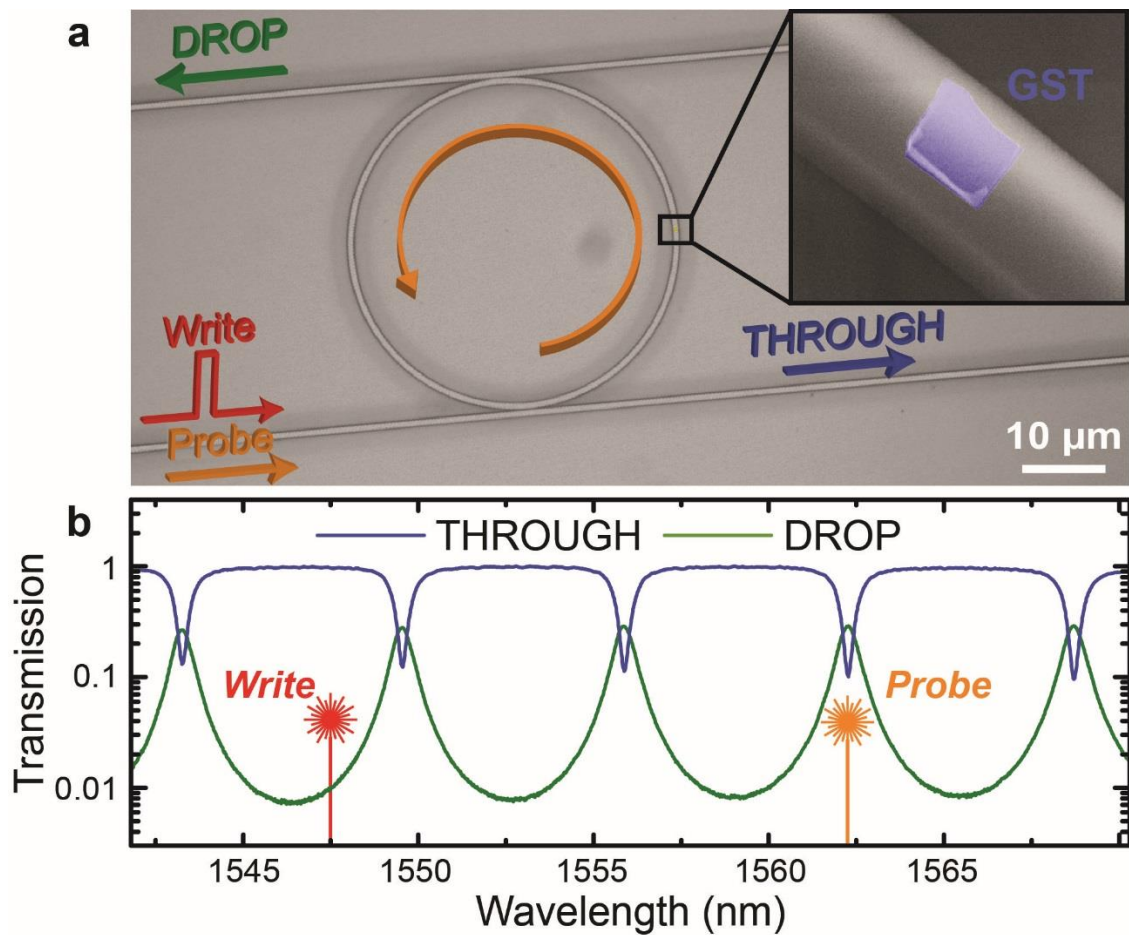 a
DROP
GST
Write
Probe
THROUGH
10 µm
b
THROUGH DROP
1
0.1
0.01
Write
Probe
Transmission
1545 1550 1555 1560 1565
Wavelength (nm)